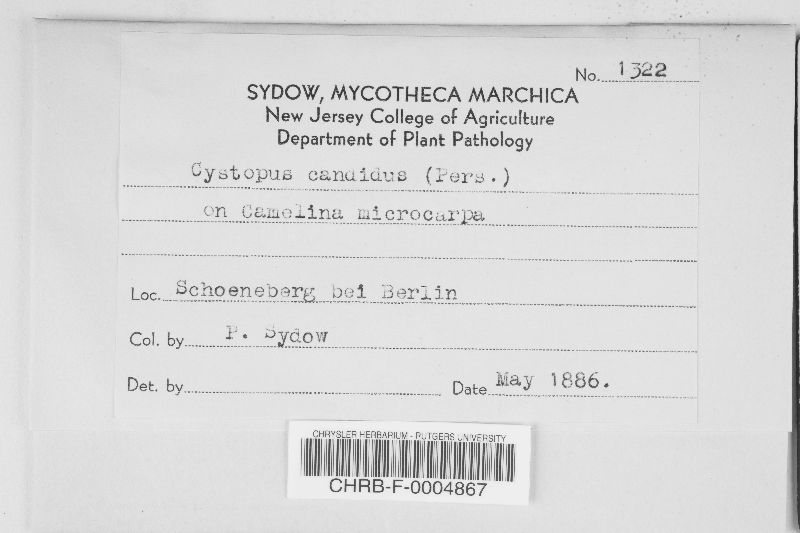 No. 1322
SYDOW, MYCOTHECA MARCHICA
New Jersey College of Agriculture
Department of Plant Pathology
Cystopus candidus (Pers.)
on Camelina microcarpa
Loc. Schoeneberg bei Berlin
Col. by P. Sydow
Det. by
Date May 1886.
CHRYSLER HERBARIUM - RUTGERS UNIVERSITY
CHRB-F-0004867